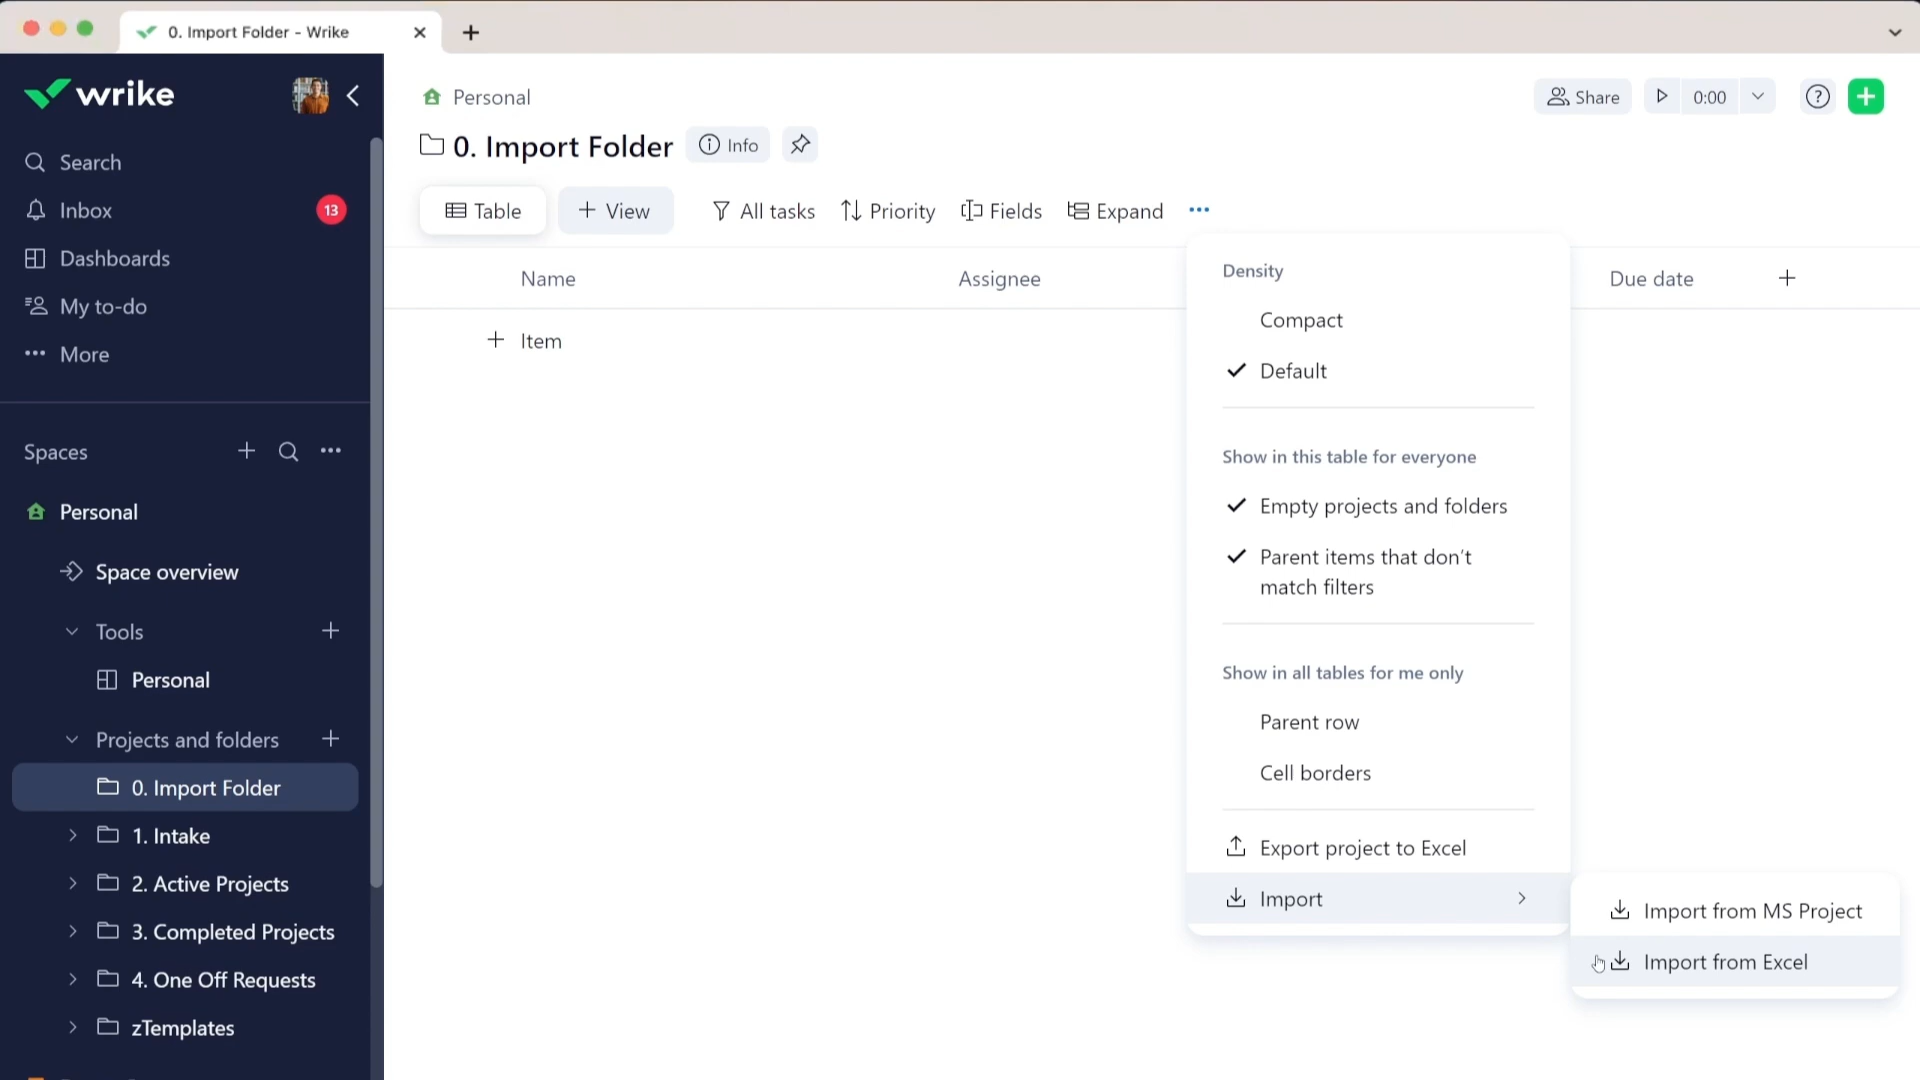 0. Import Folder - Wrike
wrike
Search
Inbox
13
Dashboards
My to-do
More
Spaces
Personal
Space overview
Tools
Personal
Projects and folders
0. Import Folder
1. Intake
2. Active Projects
3. Completed Projects
4. One Off Requests
zTemplates
Personal
Share
0:00
0. Import Folder
Info
Table
View
All tasks
Priority
Fields
Expand
Name
Assignee
Due date
Item
Density
Compact
Default
Show in this table for everyone
Empty projects and folders
Parent items that don’t
match filters
Show in all tables for me only
Parent row
Cell borders
Export project to Excel
Import
Import from MS Project
Import from Excel